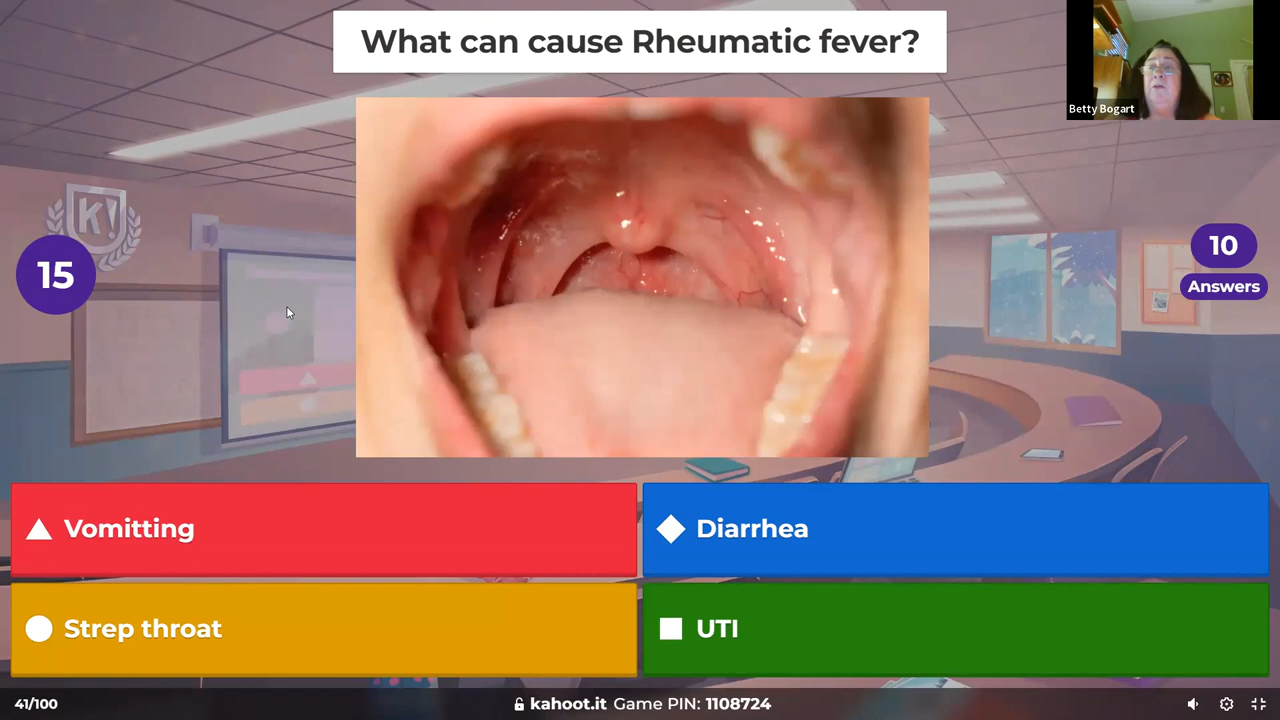 What can cause Rheumatic fever?
Betty Bogart
K!
15
10
Answers
Vomitting
Diarrhea
Strep throat
UTI
41/100
kahoot.it Game PIN: 1108724